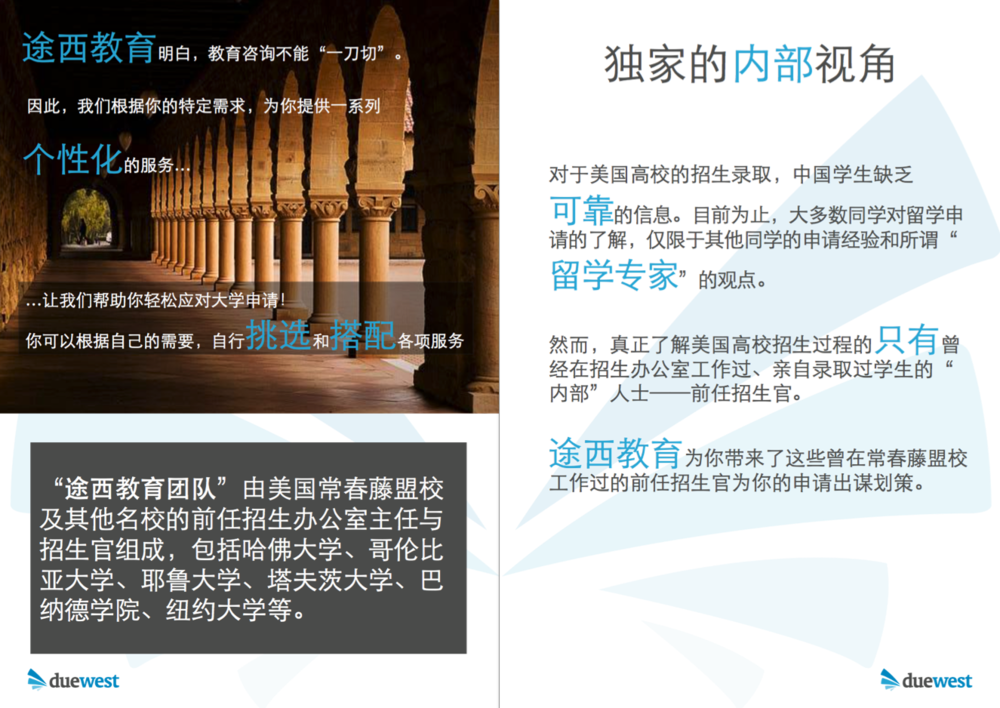 途西教育明白，教育咨询不能“一刀切”。
因此，我们根据你的特定需求，为你提供一系列
个性化的服务...
...让我们帮助你轻松应对大学申请！
你可以根据自己的需要，自行挑选和搭配各项服务
“途西教育团队”由美国常春藤盟校
及其他名校的前任招生办公室主任与
招生官组成，包括哈佛大学、哥伦比
亚大学、耶鲁大学、塔夫茨大学、巴
纳德学院、纽约大学等。
duewest
独家的内部视角
对于美国高校的招生录取，中国学生缺乏
可靠的信息。目前为止，大多数同学对留学申
请的了解，仅限于其他同学的申请经验和所谓“
留学专家”的观点。
然而，真正了解美国高校招生过程的只有曾
经在招生办公室工作过、亲自录取过学生的“
内部”人士——前任招生官。
途西教育为你带来了这些曾在常春藤盟校
工作过的前任招生官为你的申请出谋划策。
duewest